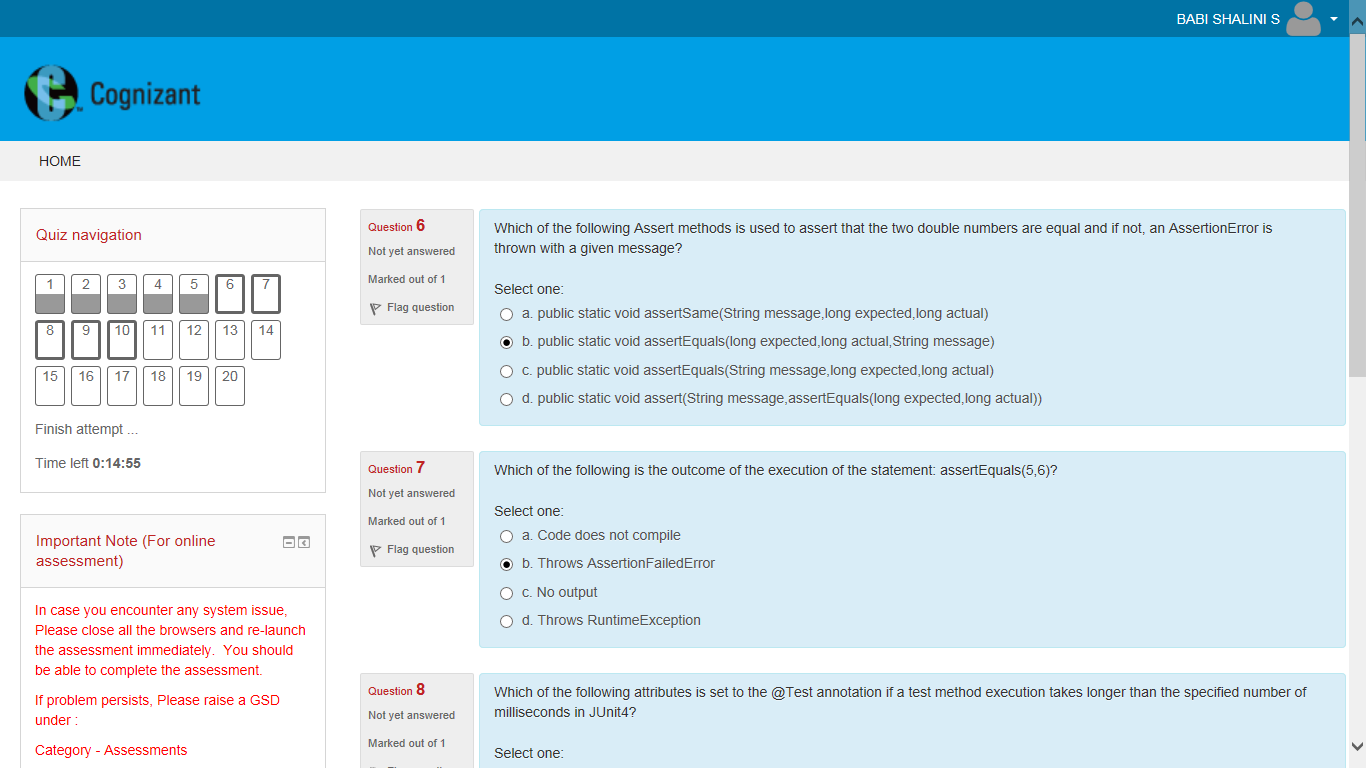 BABI SHALINI S
Cognizant
HOME
Quiz navigation
1 2 3 4 5 6 7
8 9 10 11 12 13 14
15 16 17 18 19 20
Finish attempt ...
Time left 0:14:55
Important Note (For online
assessment)
In case you encounter any system issue,
Please close all the browsers and re-launch
the assessment immediately. You should
be able to complete the assessment.
If problem persists, Please raise a GSD
under :
Category - Assessments
Question 6
Not yet answered
Marked out of 1
Flag question
Which of the following Assert methods is used to assert that the two double numbers are equal and if not, an AssertionError is
thrown with a given message?
Select one:
a. public static void assertSame(String message,long expected,long actual)
b. public static void assertEquals(long expected,long actual,String message)
c. public static void assertEquals(String message,long expected,long actual)
d. public static void assert(String message,assertEquals(long expected,long actual))
Question 7
Not yet answered
Marked out of 1
Flag question
Which of the following is the outcome of the execution of the statement: assertEquals(5,6)?
Select one:
a. Code does not compile
b. Throws AssertionFailedError
c. No output
d. Throws RuntimeException
Question 8
Not yet answered
Marked out of 1
Which of the following attributes is set to the @Test annotation if a test method execution takes longer than the specified number of
milliseconds in JUnit4?
Select one: